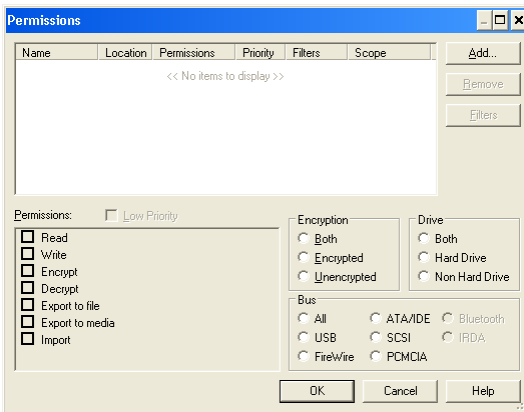 Permissions
Name Location Permissions Priority Filters Scope
<< No items to display >>
Add...
Remove
Filters
Permissions: Low Priority
Read
Write
Encrypt
Decrypt
Export to file
Export to media
Import
Encryption
Both
Encrypted
Unencrypted
Drive
Both
Hard Drive
Non Hard Drive
Bus
All ATA/IDE Bluetooth
USB SCSI IRDA
FireWire PCMCIA
OK Cancel Help